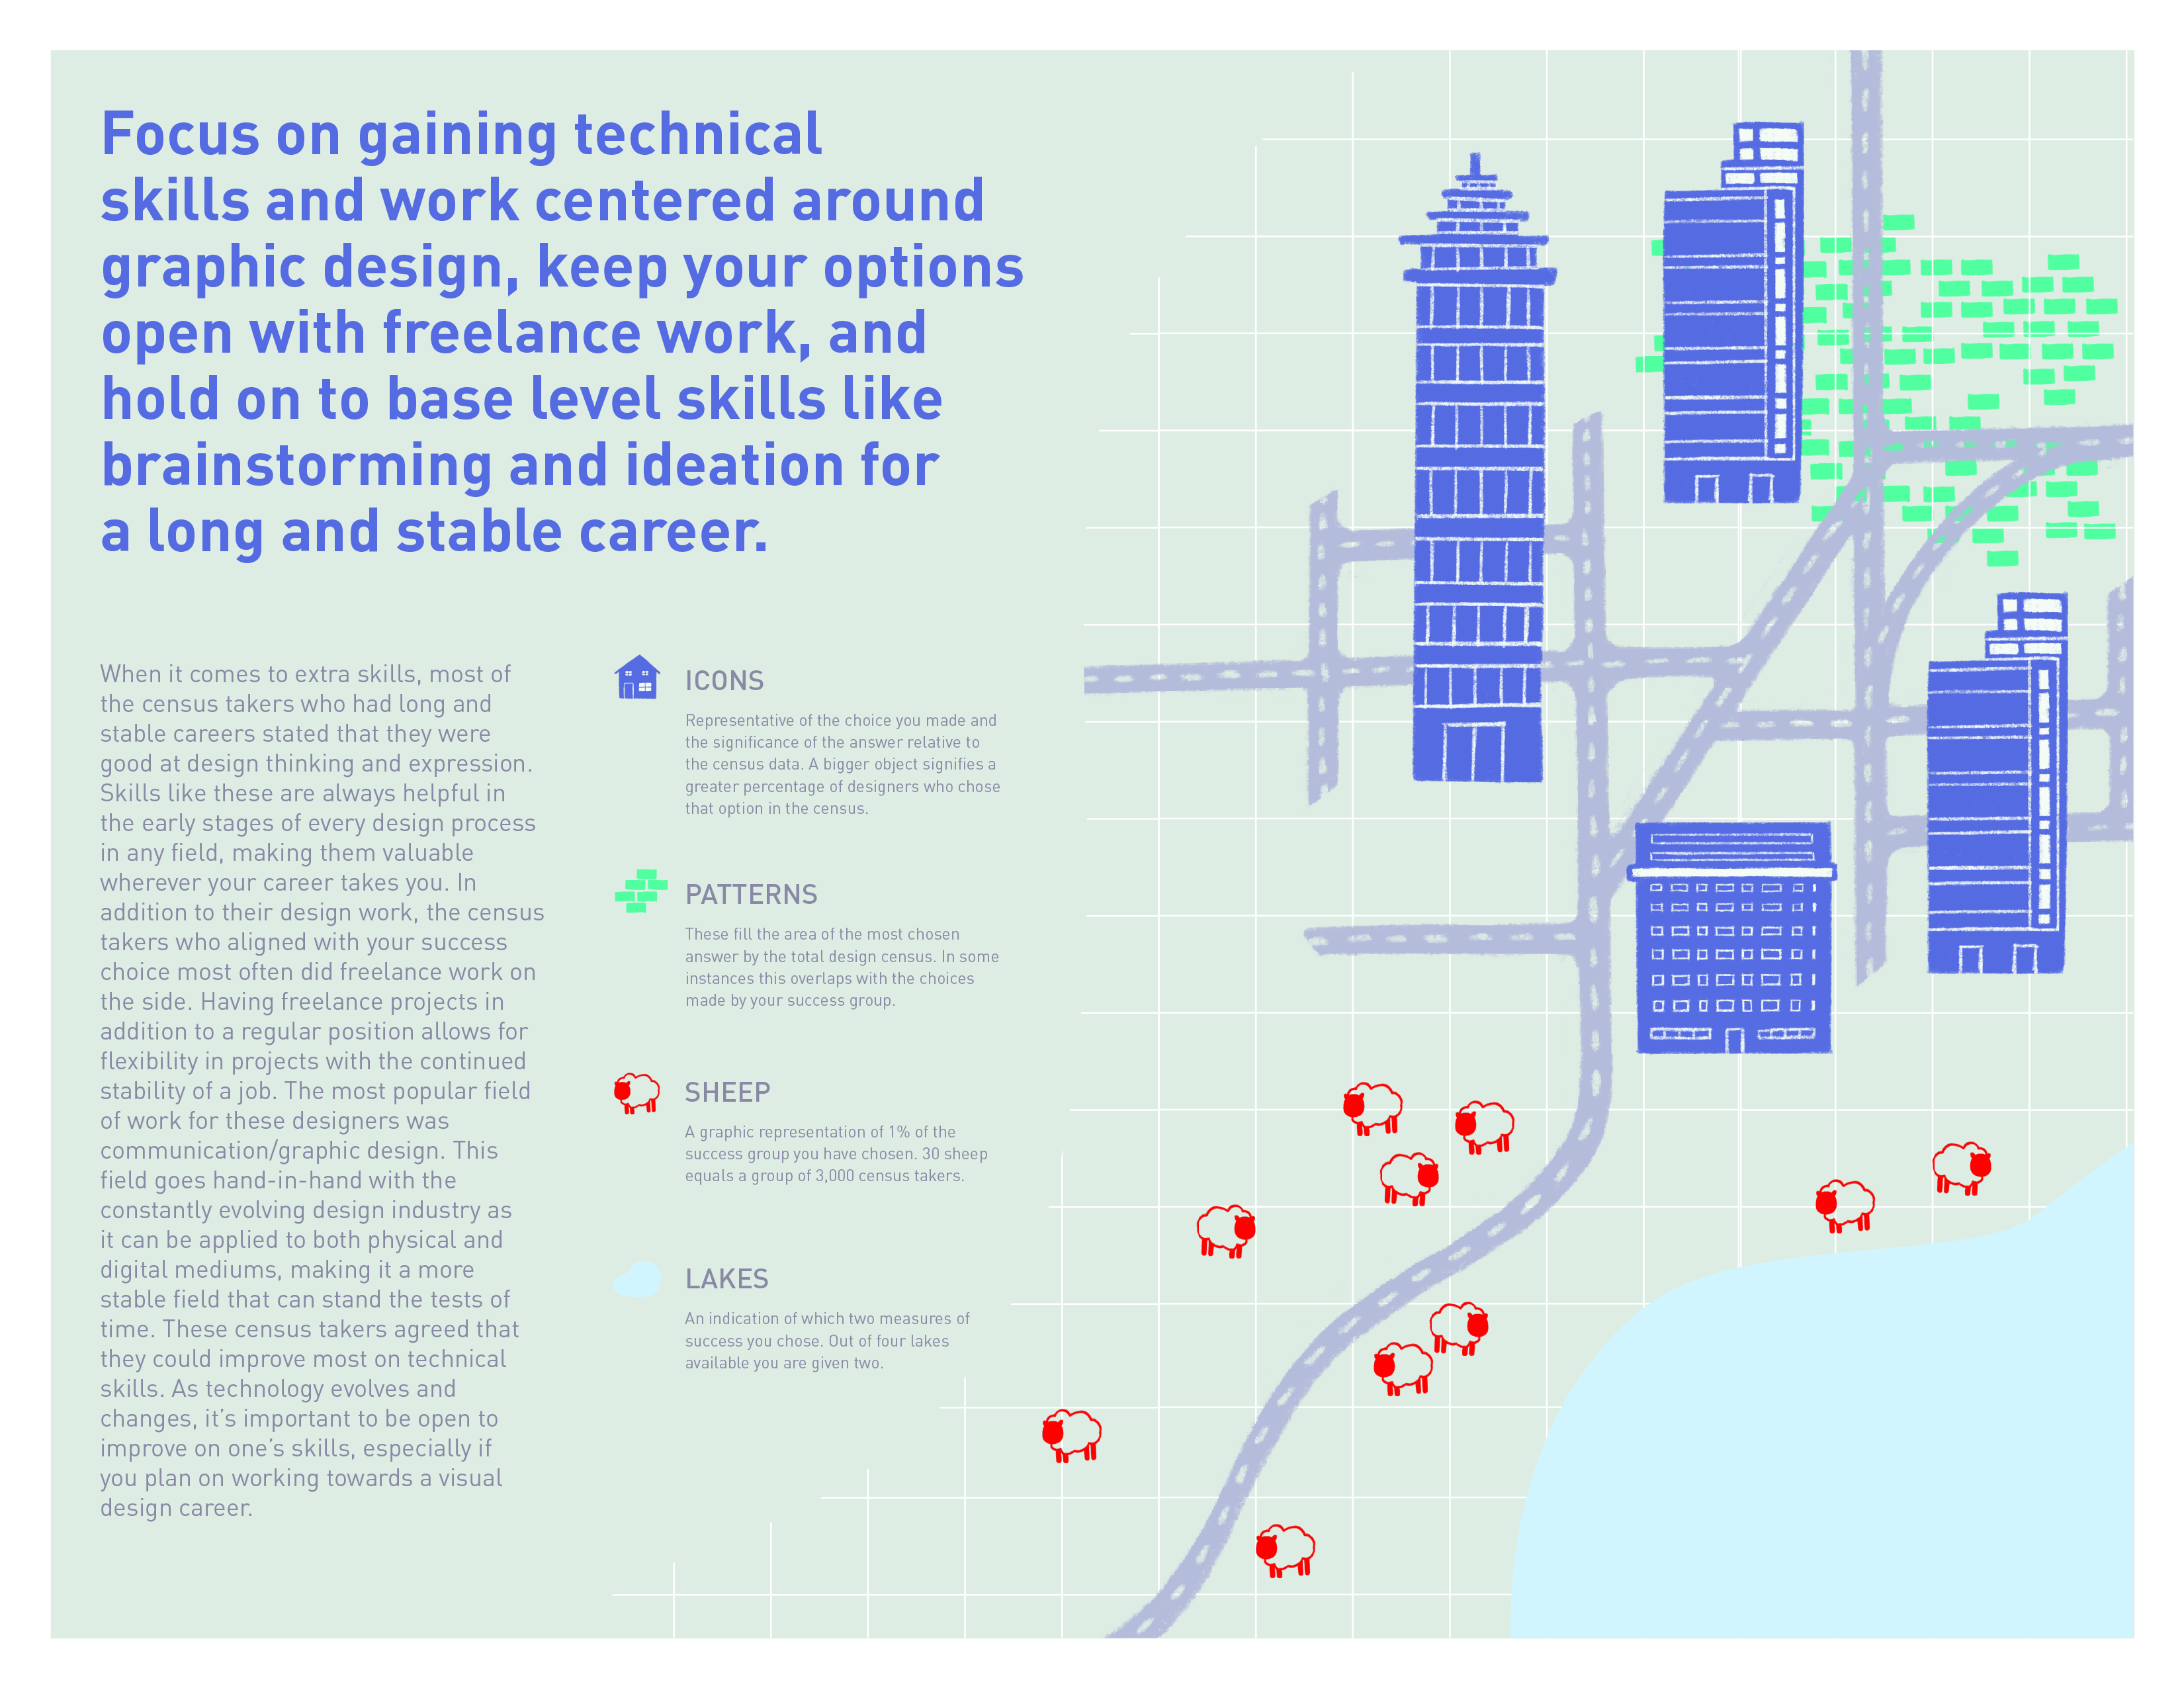 Focus on gaining technical
skills and work centered around
graphic design, keep your options
open with freelance work, and
hold on to base level skills like
brainstorming and ideation for
a long and stable career.
When it comes to extra skills, most of
the census takers who had long and
stable careers stated that they were
good at design thinking and expression.
Skills like these are always helpful in
the early stages of every design process
in any field, making them valuable
wherever your career takes you. In
addition to their design work, the census
takers who aligned with your success
choice most often did freelance work on
the side. Having freelance projects in
addition to a regular position allows for
flexibility in projects with the continued
stability of a job. The most popular field
of work for these designers was
communication/graphic design. This
field goes hand-in-hand with the
constantly evolving design industry as
it can be applied to both physical and
digital mediums, making it a more
stable field that can stand the tests of
time. These census takers agreed that
they could improve most on technical
skills. As technology evolves and
changes, it’s important to be open to
improve on one’s skills, especially if
you plan on working towards a visual
design career.
ICONS
Representative of the choice you made and
the significance of the answer relative to
the census data. A bigger object signifies a
greater percentage of designers who chose
that option in the census.
PATTERNS
These fill the area of the most chosen
answer by the total design census. In some
instances this overlaps with the choices
made by your success group.
SHEEP
A graphic representation of 1% of the
success group you have chosen. 30 sheep
equals a group of 3,000 census takers.
LAKES
An indication of which two measures of
success you chose. Out of four lakes
available you are given two.